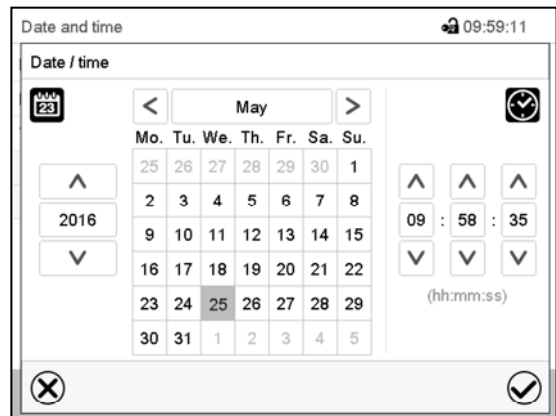 Date and time 09:59:11
Date / time
23
< May >
Mo. Tu. We. Th. Fr. Sa. Su.
25 26 27 28 29 30 1
2 3 4 5 6 7 8
2016
09 : 58 : 35
9 10 11 12 13 14 15
16 17 18 19 20 21 22
(hh:mm:ss)
23 24 25 26 27 28 29
30 31 1 2 3 4 5